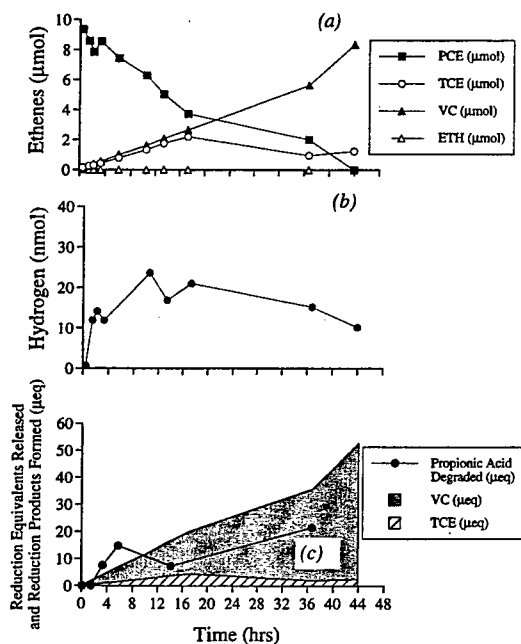 (a)
10
8
6
4
2
0
Ethenes (μmol)
PCE (μmol)
TCE (μmol)
VC (μmol)
ETH (μmol)
(b)
40
30
20
10
0
Hydrogen (nmol)
60
50
40
30
20
10
0
Reduction Equivalents Released
and Reduction Products Formed (μeq)
(c)
Propionic Acid
Degraded (μeq)
VC (μeq)
TCE (μeq)
0 4 8 12 16 20 24 28 32 36 40 44 48
Time (hrs)